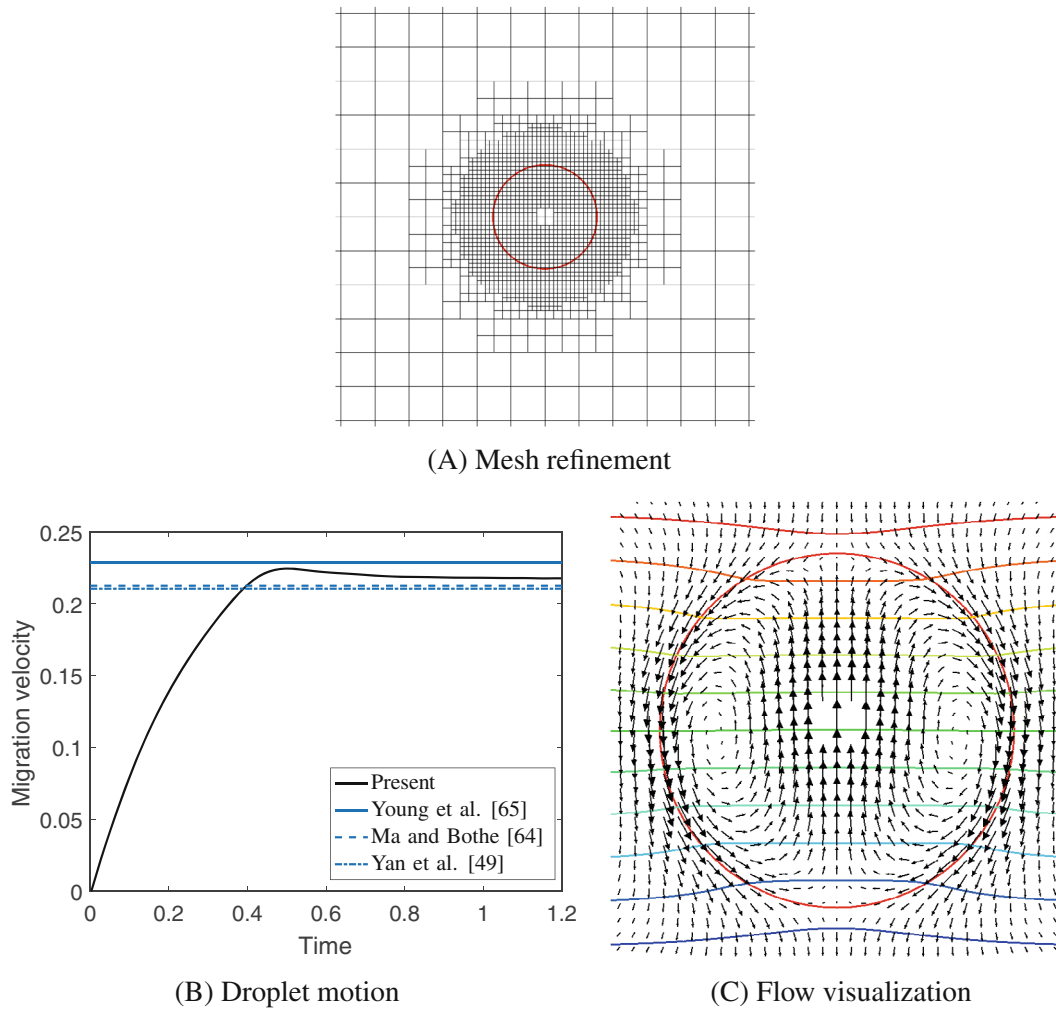 (A) Mesh refinement
0.25
0.2
0.15
0.1
0.05
0
Migration velocity
Present
Young et al. [65]
Ma and Bothe [64]
Yan et al. [49]
0 0.2 0.4 0.6 0.8 1 1.2
Time
(B) Droplet motion
(C) Flow visualization